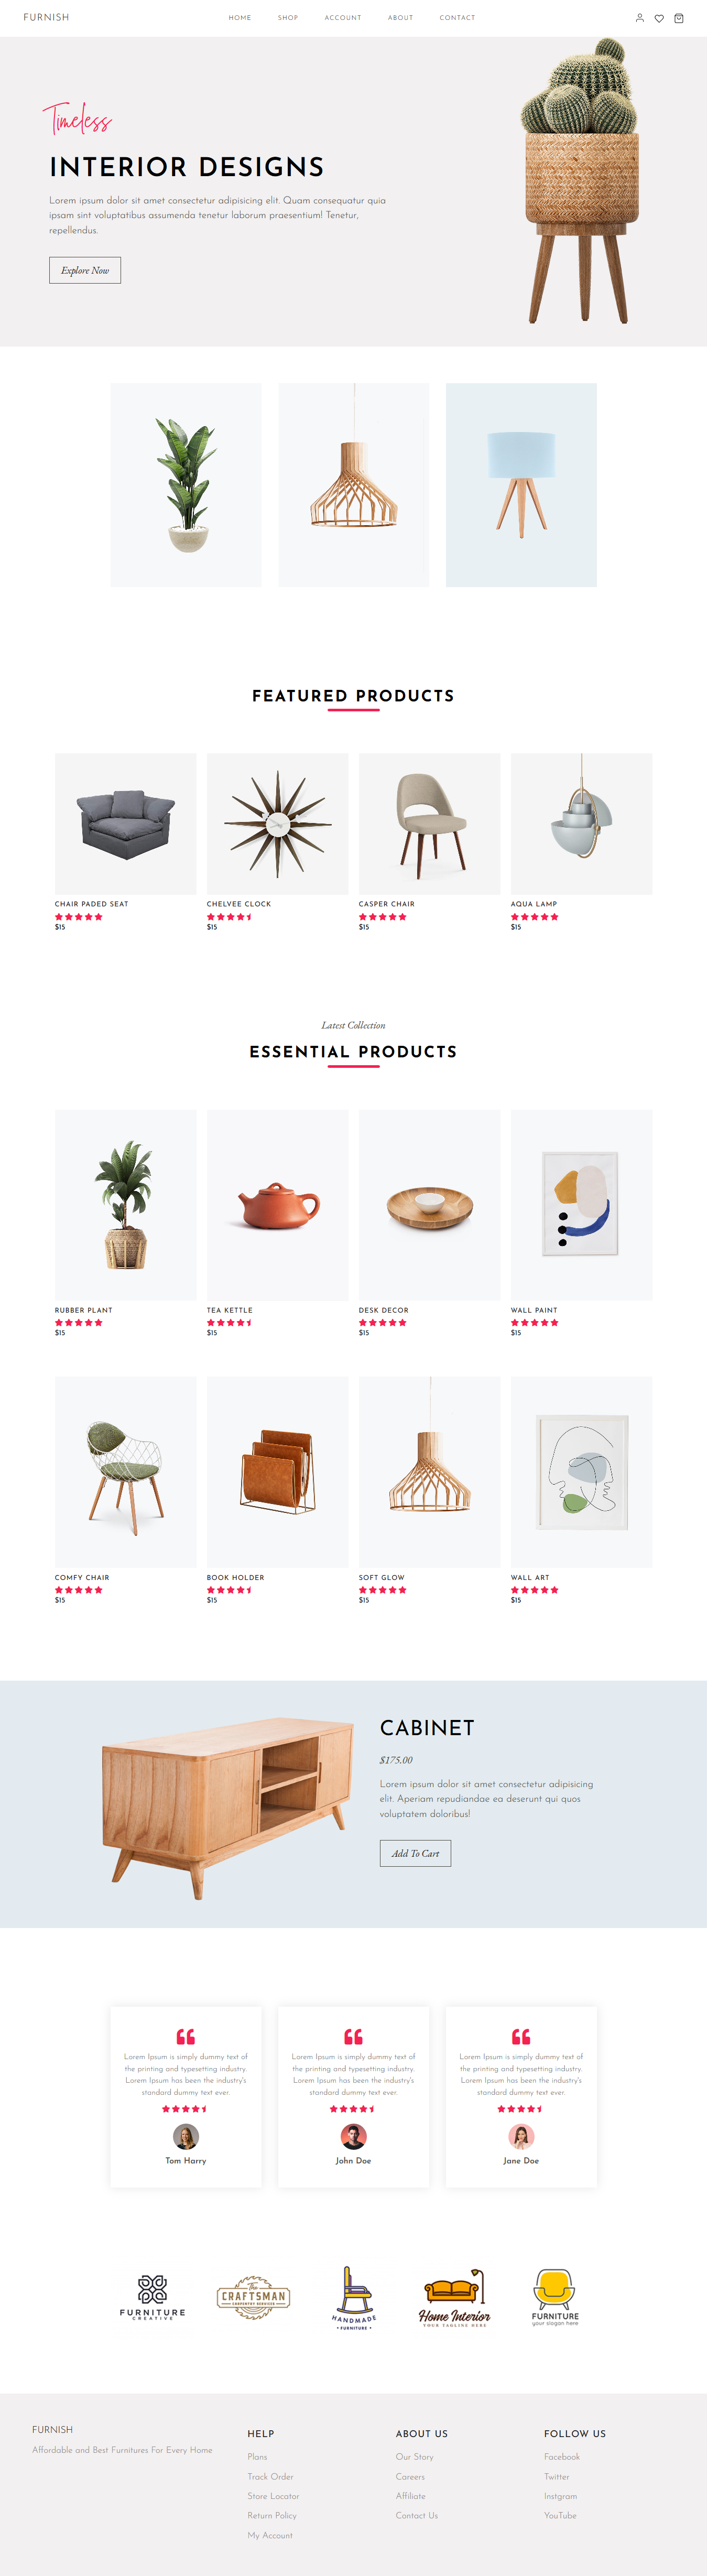 FURNISH
HOME SHOP ACCOUNT ABOUT CONTACT
Timeless
INTERIOR DESIGNS
Lorem ipsum dolor sit amet consectetur adipisicing elit. Quam consequatur quia
ipsam sint voluptatibus assumenda tenetur laborum praesentium! Tenetur,
repellendus.
Explore Now
FEATURED PRODUCTS
CHAIR PADED SEAT
$15
CHELVEE CLOCK
$15
CASPER CHAIR
$15
AQUA LAMP
$15
Latest Collection
ESSENTIAL PRODUCTS
RUBBER PLANT
$15
TEA KETTLE
$15
DESK DECOR
$15
WALL PAINT
$15
COMFY CHAIR
$15
BOOK HOLDER
$15
SOFT GLOW
$15
WALL ART
$15
CABINET
$175.00
Lorem ipsum dolor sit amet consectetur adipisicing
elit. Aperiam repudiandae ea deserunt qui quos
voluptatem doloribus!
Add To Cart
Lorem Ipsum is simply dummy text of
the printing and typesetting industry.
Lorem Ipsum has been the industry's
standard dummy text ever.
Tom Harry
Lorem Ipsum is simply dummy text of
the printing and typesetting industry.
Lorem Ipsum has been the industry's
standard dummy text ever.
John Doe
Lorem Ipsum is simply dummy text of
the printing and typesetting industry.
Lorem Ipsum has been the industry's
standard dummy text ever.
Jane Doe
FURNITURE
CREATIVE
The
CRAFTSMAN
CARPENTRY SERVICES
HANDMADE
• FURNITURE •
Home Interior
YOUR TAGLINE HERE
FURNITURE
your slogan here
FURNISH
Affordable and Best Furnitures For Every Home
HELP
Plans
Track Order
Store Locator
Return Policy
My Account
ABOUT US
Our Story
Careers
Affiliate
Contact Us
FOLLOW US
Facebook
Twitter
Instgram
YouTube